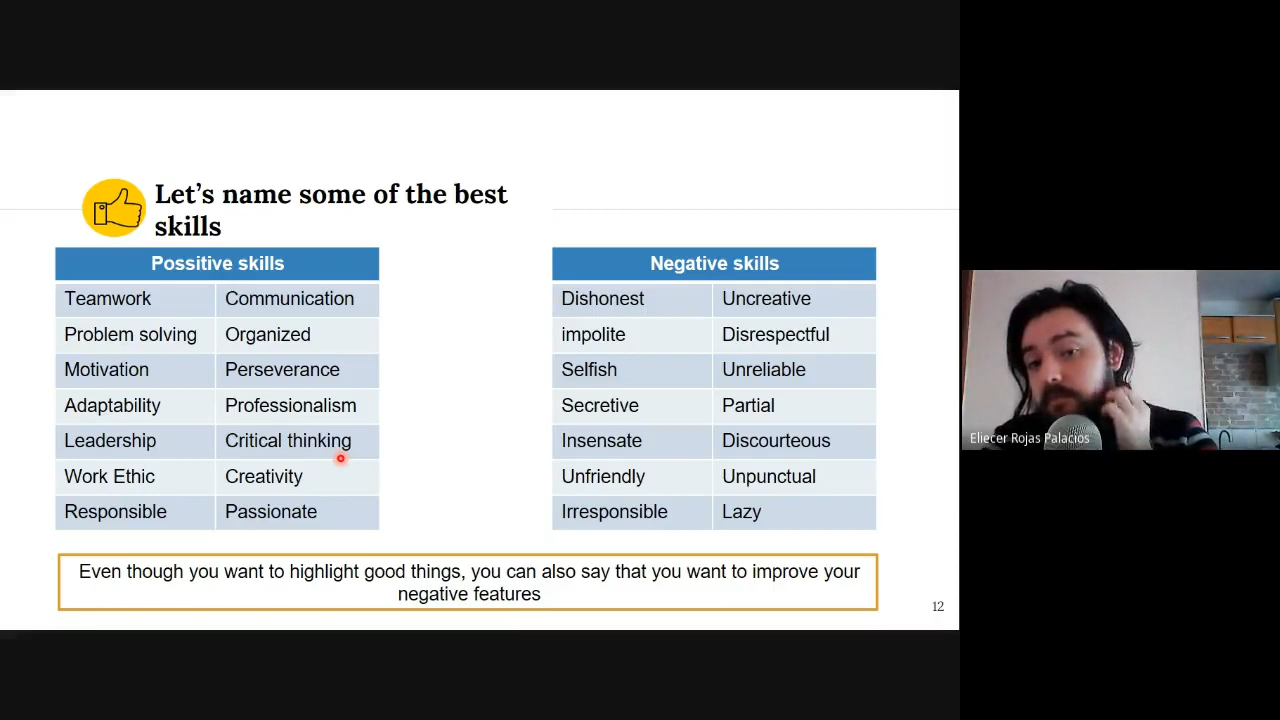 Let's name some of the best
skills
Possitive skills
Teamwork Communication
Problem solving Organized
Motivation Perseverance
Adaptability Professionalism
Leadership Critical thinking
Work Ethic Creativity
Responsible Passionate
Negative skills
Dishonest Uncreative
impolite Disrespectful
Selfish Unreliable
Secretive Partial
Insensate Discourteous
Unfriendly Unpunctual
Irresponsible Lazy
Even though you want to highlight good things, you can also say that you want to improve your
negative features
12
Eliecer Rojas Palacios